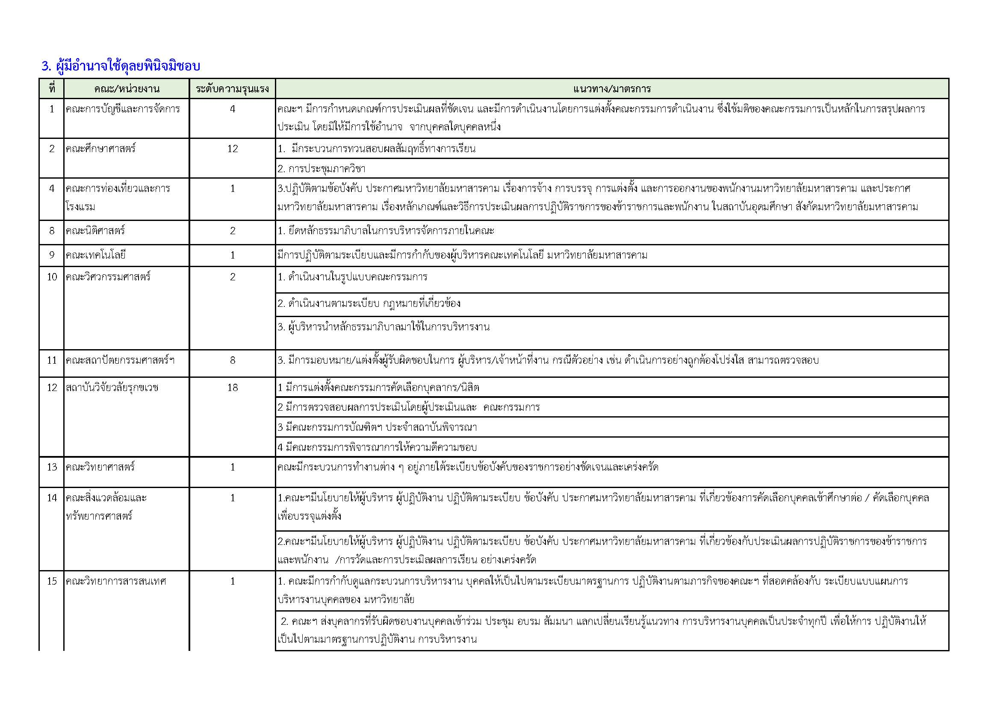 3. ผู้มีอำนาจใช้ดุลยพินิจมิชอบ
ที่ คณะ/หน่วยงาน ระดับความรุนแรง แนวทาง/มาตรการ
1 คณะการบัญชีและการจัดการ 4 คณะฯ มีการกำหนดเกณฑ์การประเมินผลที่ชัดเจน และมีการดำเนินงานโดยการแต่งตั้งคณะกรรมการดำเนินงาน ซึ่งใช้มติของคณะกรรมการเป็นหลักในการสรุปผลการ
ประเมิน โดยมิให้มีการใช้อำนาจ จากบุคคลใดบุคคลหนึ่ง
2 คณะศึกษาศาสตร์ 12 1. มีกระบวนการทวนสอบผลสัมฤทธิ์ทางการเรียน
2. การประชุมภาควิชา
4 คณะการท่องเที่ยวและการ 1 3.ปฏิบัติตามข้อบังคับ ประกาศมหาวิทยาลัยมหาสารคาม เรื่องการจ้าง การบรรจุ การแต่งตั้ง และการออกงานของพนักงานมหาวิทยาลัยมหาสารคาม และประกาศ
โรงแรม มหาวิทยาลัยมหาสารคาม เรื่องหลักเกณฑ์และวิธีการประเมินผลการปฏิบัติราชการของข้าราชการและพนักงาน ในสถาบันอุดมศึกษา สังกัดมหาวิทยาลัยมหาสารคาม
8 คณะนิติศาสตร์ 2 1. ยึดหลักธรรมาภิบาลในการบริหารจัดการภายในคณะ
9 คณะเทคโนโลยี 1 มีการปฏิบัติตามระเบียบและมีการกำกับของผู้บริหารคณะเทคโนโลยี มหาวิทยาลัยมหาสารคาม
10 คณะวิศวกรรมศาสตร์ 2 1. ดำเนินงานในรูปแบบคณะกรรมการ
2. ดำเนินงานตามระเบียบ กฎหมายที่เกี่ยวข้อง
3. ผู้บริหารนำหลักธรรมาภิบาลมาใช้ในการบริหารงาน
11 คณะสถาปัตยกรรมศาสตร์ฯ 8 3. มีการมอบหมาย/แต่งตั้งผู้รับผิดชอบในการ ผู้บริหาร/เจ้าหน้าที่งาน กรณีตัวอย่าง เช่น ดำเนินการอย่างถูกต้องโปร่งใส สามารถตรวจสอบ
12 สถาบันวิจัยวลัยรุกขเวช 18 1 มีการแต่งตั้งคณะกรรมการคัดเลือกบุคลากร/นิสิต
2 มีการตรวจสอบผลการประเมินโดยผู้ประเมินและ คณะกรรมการ
3 มีคณะกรรมการบัณฑิตฯ ประจำสถาบันพิจารณา
4 มีคณะกรรมการพิจารณาการให้ความดีความชอบ
13 คณะวิทยาศาสตร์ 1 คณะมีกระบวนการทำงานต่าง ๆ อยู่ภายใต้ระเบียบข้อบังคับของราชการอย่างชัดเจนและเคร่งครัด
14 คณะสิ่งแวดล้อมและ 1 1.คณะฯมีนโยบายให้ผู้บริหาร ผู้ปฏิบัติงาน ปฏิบัติตามระเบียบ ข้อบังคับ ประกาศมหาวิทยาลัยมหาสารคาม ที่เกี่ยวข้องการคัดเลือกบุคคลเข้าศึกษาต่อ / คัดเลือกบุคคล
ทรัพยากรศาสตร์ เพื่อบรรจุแต่งตั้ง
2.คณะฯมีนโยบายให้ผู้บริหาร ผู้ปฏิบัติงาน ปฏิบัติตามระเบียบ ข้อบังคับ ประกาศมหาวิทยาลัยมหาสารคาม ที่เกี่ยวข้องกับประเมินผลการปฏิบัติราชการของข้าราชการ
และพนักงาน /การวัดและการประเมิลผลการเรียน อย่างเคร่งครัด
15 คณะวิทยาการสารสนเทศ 1 1. คณะมีการกำกับดูแลกระบวนการบริหารงาน บุคคลให้เป็นไปตามระเบียบมาตรฐานการ ปฏิบัติงานตามภารกิจของคณะฯ ที่สอดคล้องกับ ระเบียบแบบแผนการ
บริหารงานบุคคลของ มหาวิทยาลัย
2. คณะฯ ส่งบุคลากรที่รับผิดชอบงานบุคคลเข้าร่วม ประชุม อบรม สัมมนา แลกเปลี่ยนเรียนรู้แนวทาง การบริหารงานบุคคลเป็นประจำทุกปี เพื่อให้การ ปฏิบัติงานให้
เป็นไปตามมาตรฐานการปฏิบัติงาน การบริหารงาน